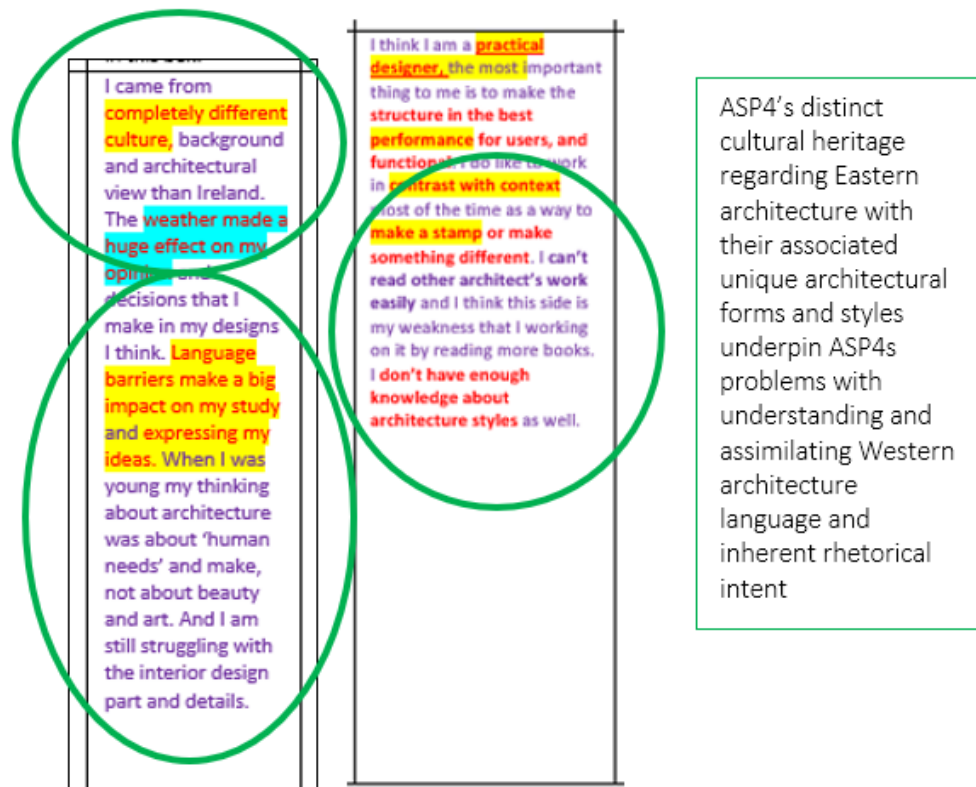 in this box.
I came from
completely different
culture, background
and architectural
view than Ireland.
The weather made a
huge effect on my
opinion and
decisions that I
make in my designs
I think. Language
barriers make a big
impact on my study
and expressing my
ideas. When I was
young my thinking
about architecture
was about ‘human
needs’ and make,
not about beauty
and art. And I am
still struggling with
the interior design
part and details.
I think I am a practical
designer, the most important
thing to me is to make the
structure in the best
performance for users, and
functional. I do like to work
in contrast with context
most of the time as a way to
make a stamp or make
something different. I can’t
read other architect’s work
easily and I think this side is
my weakness that I working
on it by reading more books.
I don’t have enough
knowledge about
architecture styles as well.
ASP4’s distinct
cultural heritage
regarding Eastern
architecture with
their associated
unique architectural
forms and styles
underpin ASP4s
problems with
understanding and
assimilating Western
architecture
language and
inherent rhetorical
intent